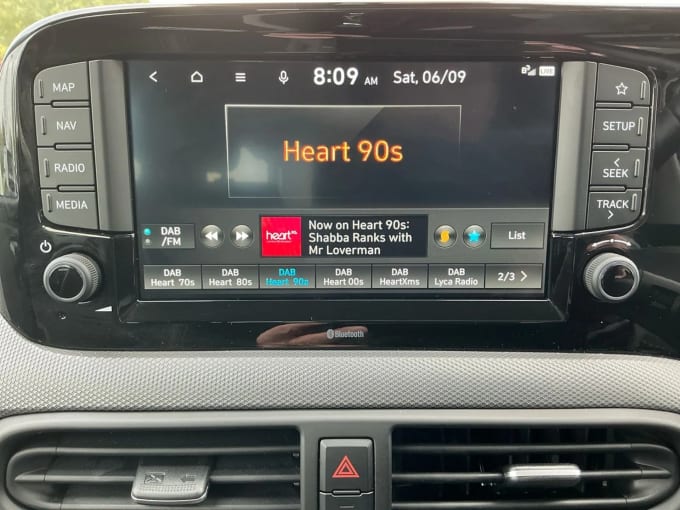 8:09 AM Sat, 06/09
LIVE
MAP
NAV
RADIO
MEDIA
SETUP
SEEK
TRACK
Heart 90s
DAB
/FM
heart 90s
Now on Heart 90s:
Shabba Ranks with
Mr Loverman
List
DAB
Heart 70s
DAB
Heart 80s
DAB
Heart 90s
DAB
Heart 00s
DAB
HeartXms
DAB
Lyca Radio
2/3
Bluetooth